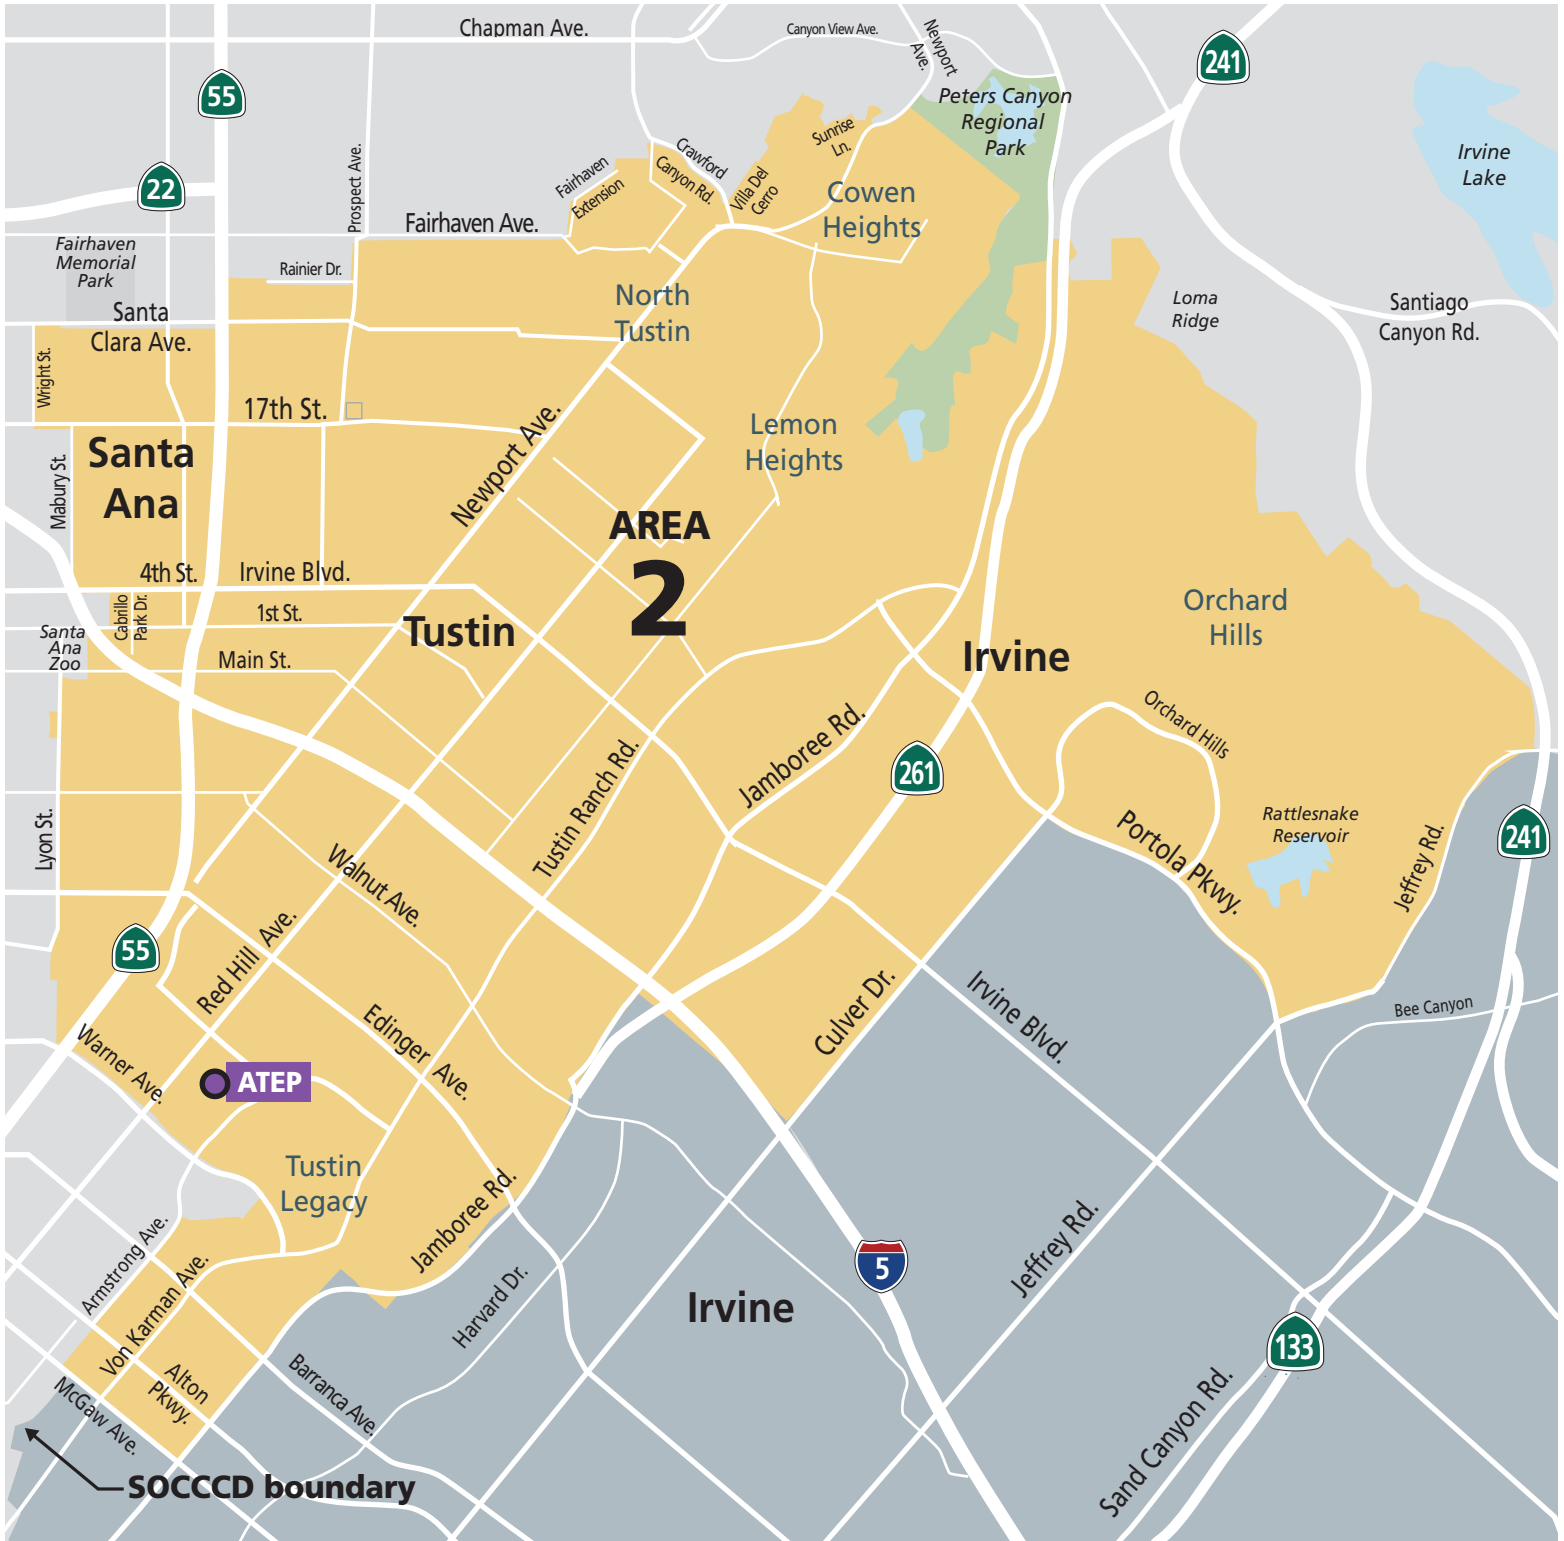 Chapman Ave.
Canyon View Ave.
Newport
Ave.
241
55
Peters Canyon
Regional
Park
Irvine
Lake
22
Prospect Ave.
Fairhaven
Extension
Crawford
Canyon Rd.
Villa Del
Cerro
Sunrise
Ln.
Cowen
Heights
Fairhaven Ave.
Fairhaven
Memorial
Park
Rainier Dr.
North
Tustin
Loma
Ridge
Santiago
Canyon Rd.
Santa
Clara Ave.
Wright St.
17th St.
Newport Ave.
Lemon
Heights
Santa
Ana
Mabury St.
AREA
2
4th St.
Irvine Blvd.
Cabrillo
Park Dr.
1st St.
Tustin
Orchard
Hills
Santa
Ana
Zoo
Main St.
Irvine
Orchard Hills
Jamboree Rd.
261
Tustin Ranch Rd.
Lyon St.
Portola Pkwy.
Rattlesnake
Reservoir
Jeffrey Rd.
241
Walnut Ave.
55
Red Hill Ave.
Edinger Ave.
Culver Dr.
Irvine Blvd.
Bee Canyon
Warner Ave.
ATEP
Tustin
Legacy
Jamboree Rd.
Armstrong Ave.
Von Karman Ave.
Harvard Dr.
5
Jeffrey Rd.
Irvine
133
Alton
Pkwy.
Barranca Ave.
McGaw Ave.
Sand Canyon Rd.
SOCCCD boundary